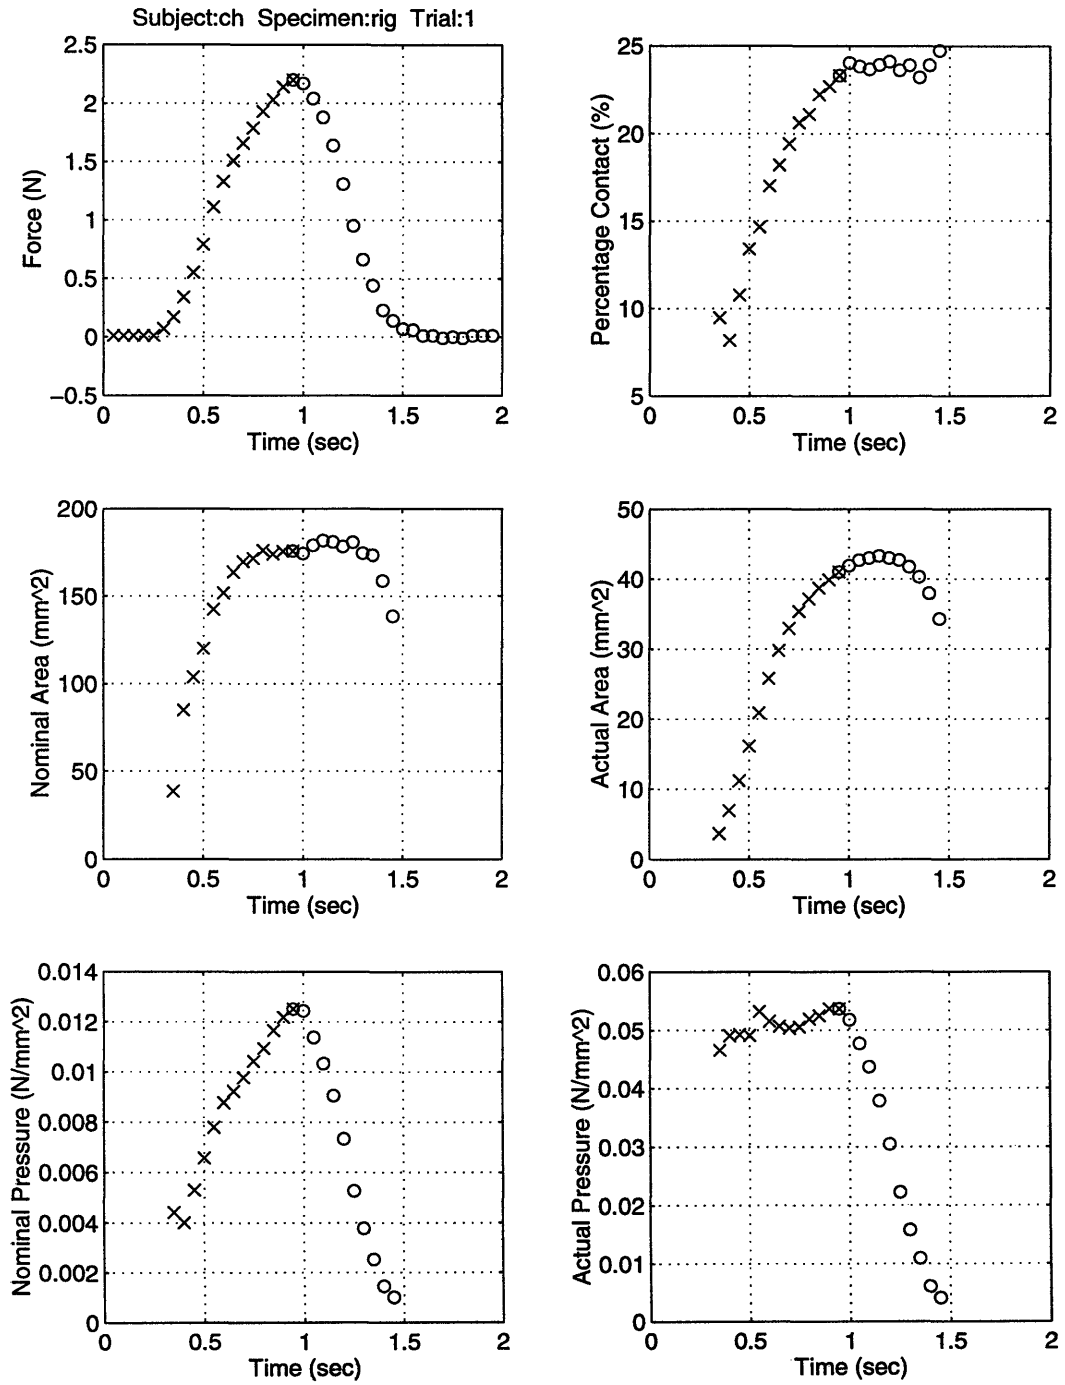 Subject:ch Specimen:rig Trial:1
2.5
2
1.5
1
0.5
0
−0.5
Force (N)
0 0.5 1 1.5 2
Time (sec)
25
20
15
10
5
Percentage Contact (%)
0 0.5 1 1.5 2
Time (sec)
200
150
100
50
0
Nominal Area (mm^2)
0 0.5 1 1.5 2
Time (sec)
50
40
30
20
10
0
Actual Area (mm^2)
0 0.5 1 1.5 2
Time (sec)
0.014
0.012
0.01
0.008
0.006
0.004
0.002
0
Nominal Pressure (N/mm^2)
0 0.5 1 1.5 2
Time (sec)
0.06
0.05
0.04
0.03
0.02
0.01
0
Actual Pressure (N/mm^2)
0 0.5 1 1.5 2
Time (sec)